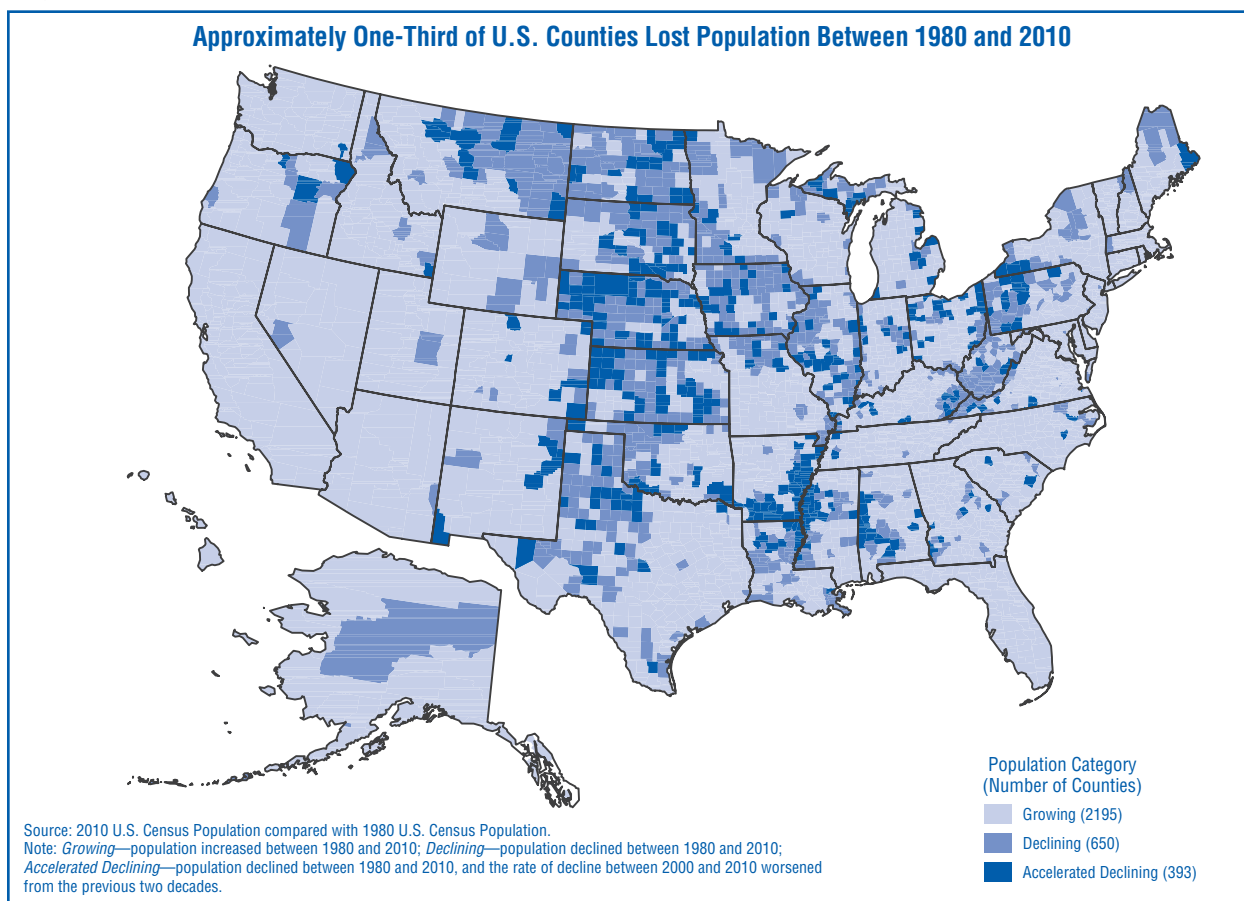 Approximately One-Third of U.S. Counties Lost Population Between 1980 and 2010
Population Category
(Number of Counties)
Growing (2195)
Declining (650)
Accelerated Declining (393)
Source: 2010 U.S. Census Population compared with 1980 U.S. Census Population.
Note: Growing—population increased between 1980 and 2010; Declining—population declined between 1980 and 2010;
Accelerated Declining—population declined between 1980 and 2010, and the rate of decline between 2000 and 2010 worsened
from the previous two decades.